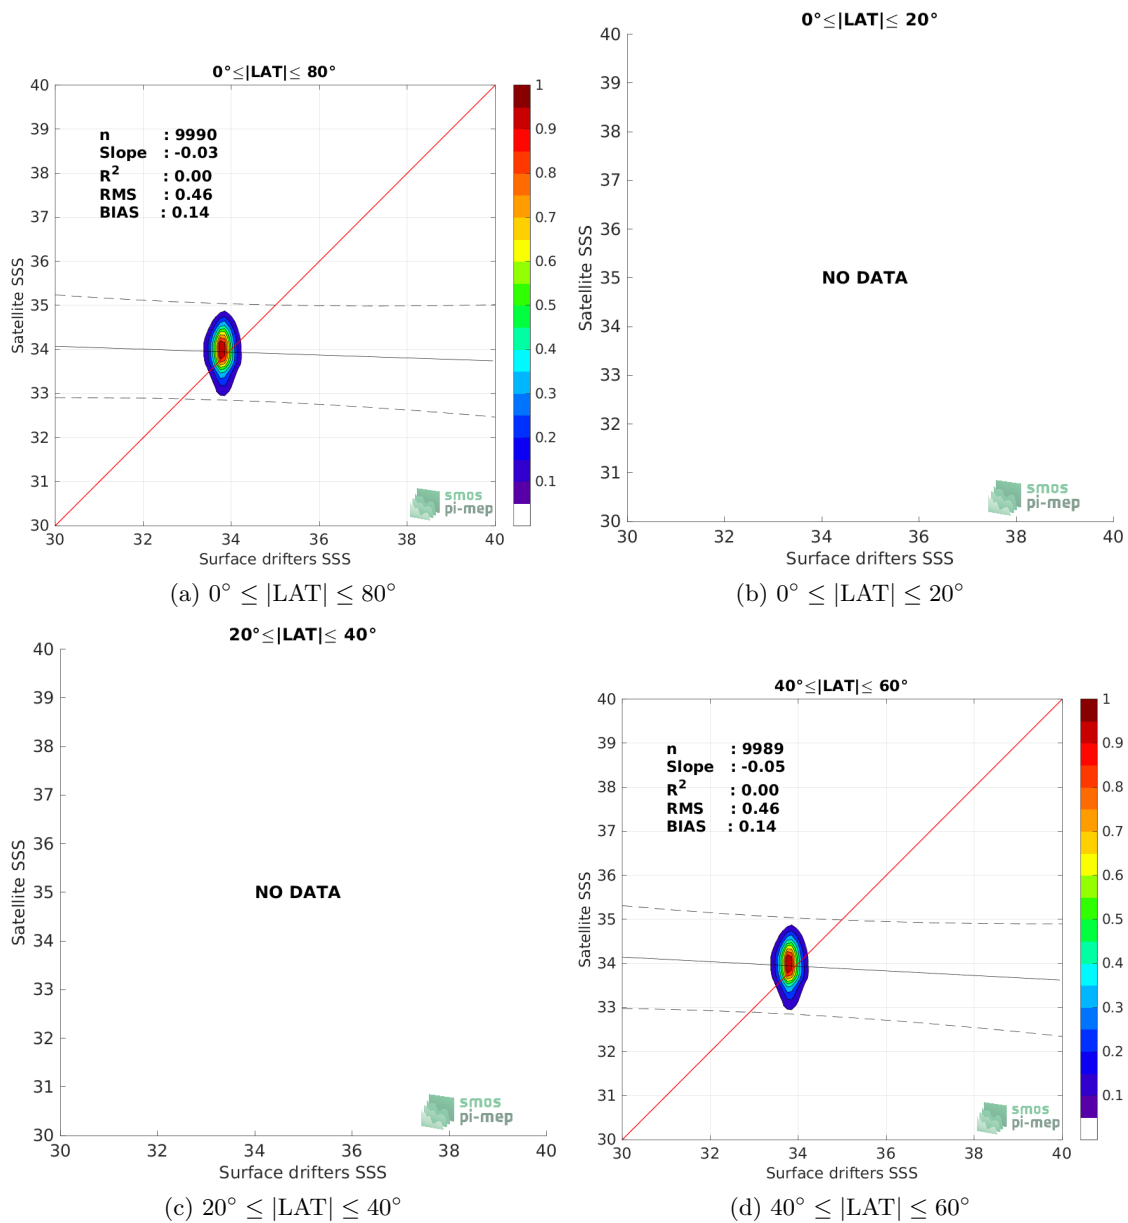 0°≤|LAT|≤ 80°
40
39
38
37
36
35
34
33
32
31
30
Satellite SSS
n : 9990
Slope : -0.03
R² : 0.00
RMS : 0.46
BIAS : 0.14
smos
pi-mep
30 32 34 36 38 40
Surface drifters SSS
1
0.9
0.8
0.7
0.6
0.5
0.4
0.3
0.2
0.1
(a) 0° ≤ |LAT| ≤ 80°
0°≤|LAT|≤ 20°
40
39
38
37
36
35
34
33
32
31
30
Satellite SSS
NO DATA
smos
pi-mep
30 32 34 36 38 40
Surface drifters SSS
(b) 0° ≤ |LAT| ≤ 20°
20°≤|LAT|≤ 40°
40
39
38
37
36
35
34
33
32
31
30
Satellite SSS
NO DATA
smos
pi-mep
30 32 34 36 38 40
Surface drifters SSS
(c) 20° ≤ |LAT| ≤ 40°
40°≤|LAT|≤ 60°
40
39
38
37
36
35
34
33
32
31
30
Satellite SSS
n : 9989
Slope : -0.05
R² : 0.00
RMS : 0.46
BIAS : 0.14
smos
pi-mep
30 32 34 36 38 40
Surface drifters SSS
1
0.9
0.8
0.7
0.6
0.5
0.4
0.3
0.2
0.1
(d) 40° ≤ |LAT| ≤ 60°